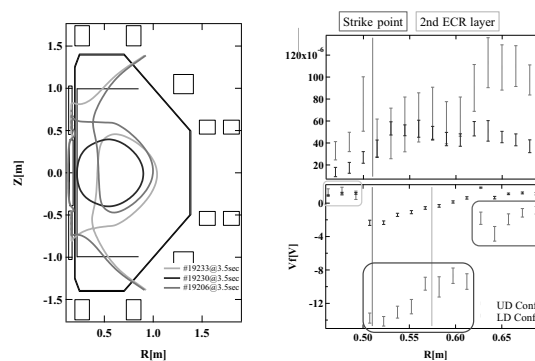 Strike point
2nd ECR layer
1.5
1.0
0.5
0.0
-0.5
-1.0
-1.5
Z[m]
#19233@3.5sec
#19230@3.5sec
#19206@3.5sec
0.5
1.0
1.5
R[m]
120x10-6
100
80
60
40
20
0
-4
-8
-12
Vf[V]
UD Conf
LD Conf
0.50
0.55
0.60
R[m]